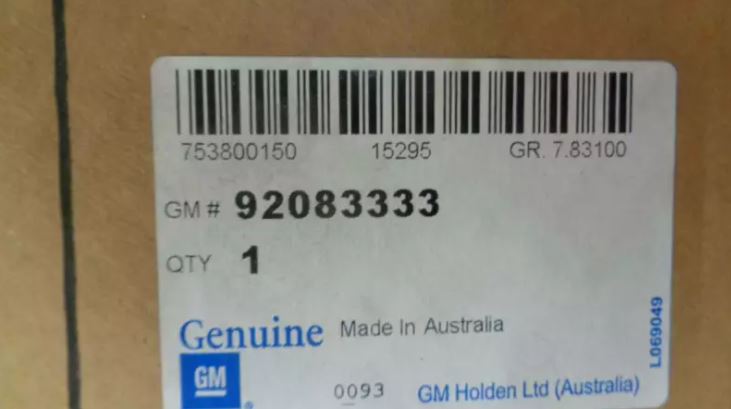 753800150 15295 GR. 7.83100
GM # 92083333
QTY 1
Genuine Made In Australia
GM
0093 GM Holden Ltd (Australia)
L069049